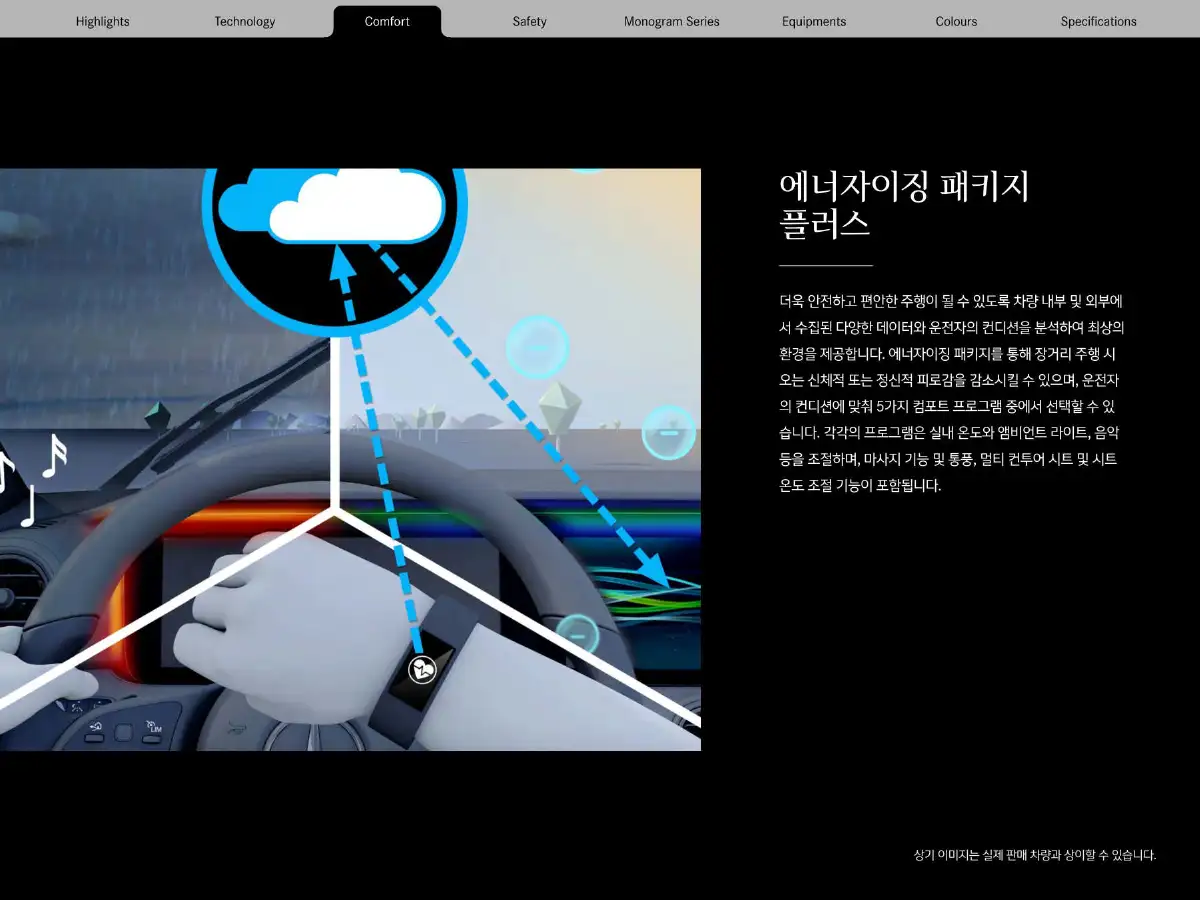 Highlights
Technology
Comfort
Safety
Monogram Series
Equipments
Colours
Specifications
에너자이징 패키지
플러스
더욱 안전하고 편안한 주행이 될 수 있도록 차량 내부 및 외부에
서 수집된 다양한 데이터와 운전자의 컨디션을 분석하여 최상의
환경을 제공합니다. 에너자이징 패키지를 통해 장거리 주행 시
오는 신체적 또는 정신적 피로감을 감소시킬 수 있으며, 운전자
의 컨디션에 맞춰 5가지 컴포트 프로그램 중에서 선택할 수 있
습니다. 각각의 프로그램은 실내 온도와 앰비언트 라이트, 음악
등을 조절하며, 마사지 기능 및 통풍, 멀티 컨투어 시트 및 시트
온도 조절 기능이 포함됩니다.
LIM
상기 이미지는 실제 판매 차량과 상이할 수 있습니다.